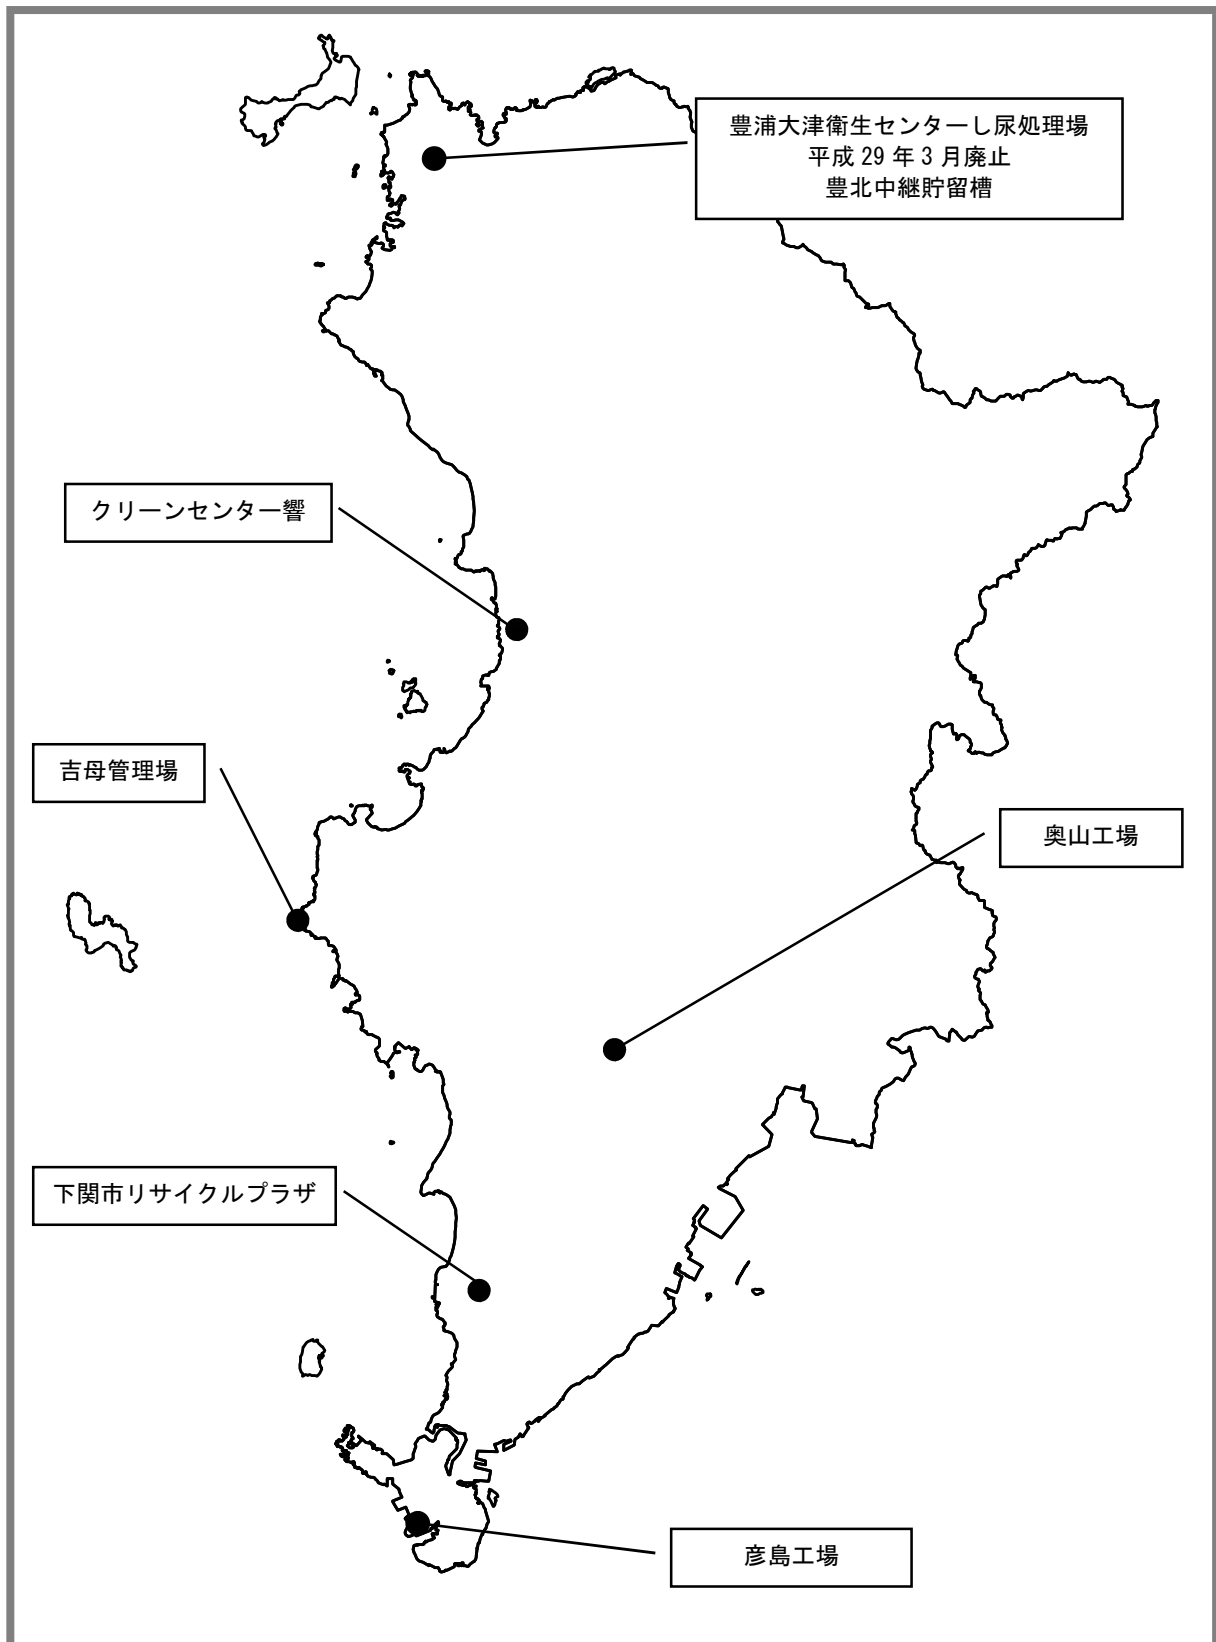 豊浦大津衛生センターし尿処理場
平成 29 年 3 月廃止
豊北中継貯留槽
クリーンセンター響
吉母管理場
奥山工場
下関市リサイクルプラザ
彦島工場